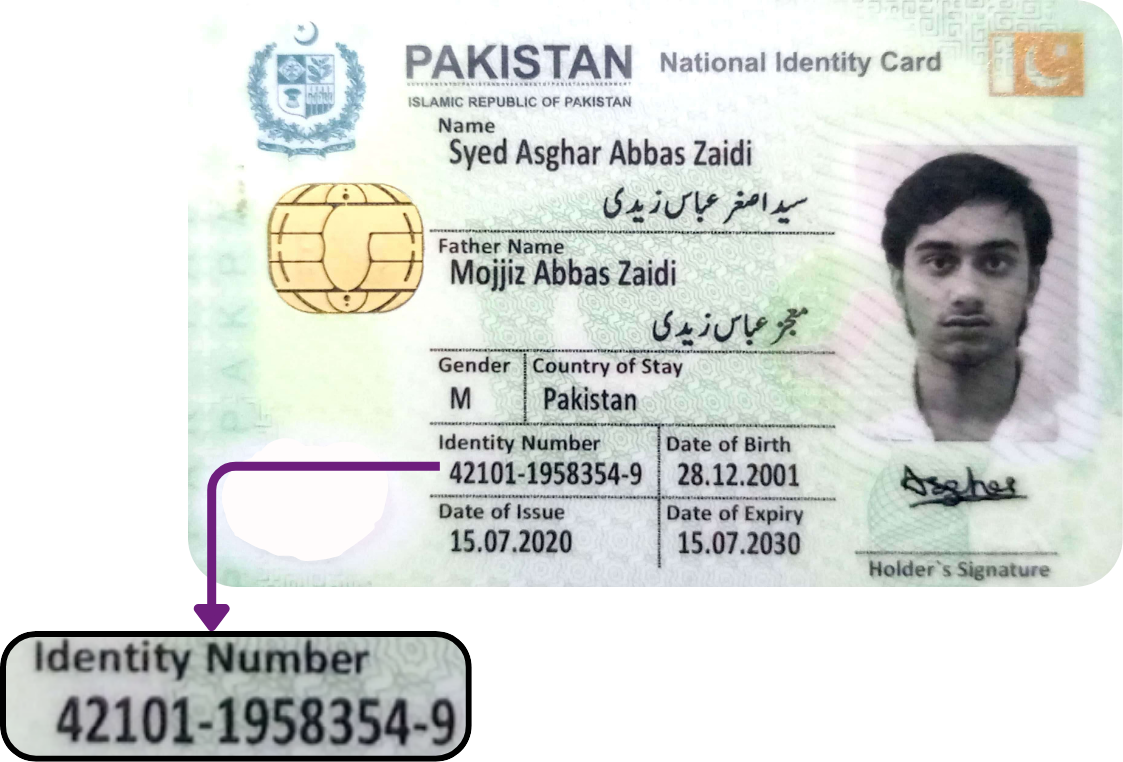 PAKISTAN National Identity Card
ISLAMIC REPUBLIC OF PAKISTAN
Name
Syed Asghar Abbas Zaidi
سید اصغر عباس زیدی
Father Name
Mojjiz Abbas Zaidi
معجز عباس زیدی
Gender Country of Stay
M Pakistan
Identity Number Date of Birth
42101-1958354-9 28.12.2001
Date of Issue Date of Expiry
15.07.2020 15.07.2030
Asghar
Holder`s Signature
Identity Number
42101-1958354-9